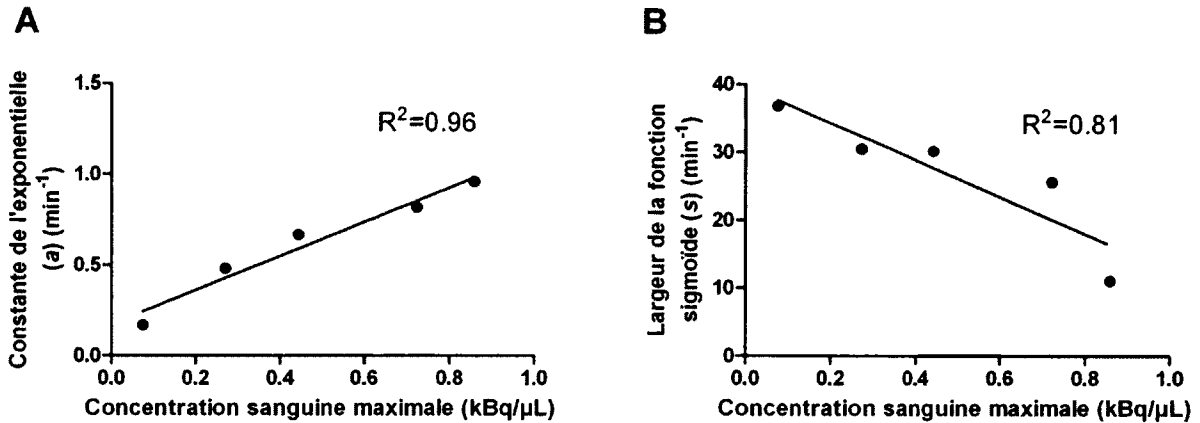 A
Constante de l'exponentielle
(a) (min⁻¹)
1.5
1.0
0.5
0.0
R²=0.96
0.0 0.2 0.4 0.6 0.8 1.0
Concentration sanguine maximale (kBq/µL)
B
Largeur de la fonction
sigmoïde (s) (min⁻¹)
40
30
20
10
0
R²=0.81
0.0 0.2 0.4 0.6 0.8 1.0
Concentration sanguine maximale (kBq/µL)